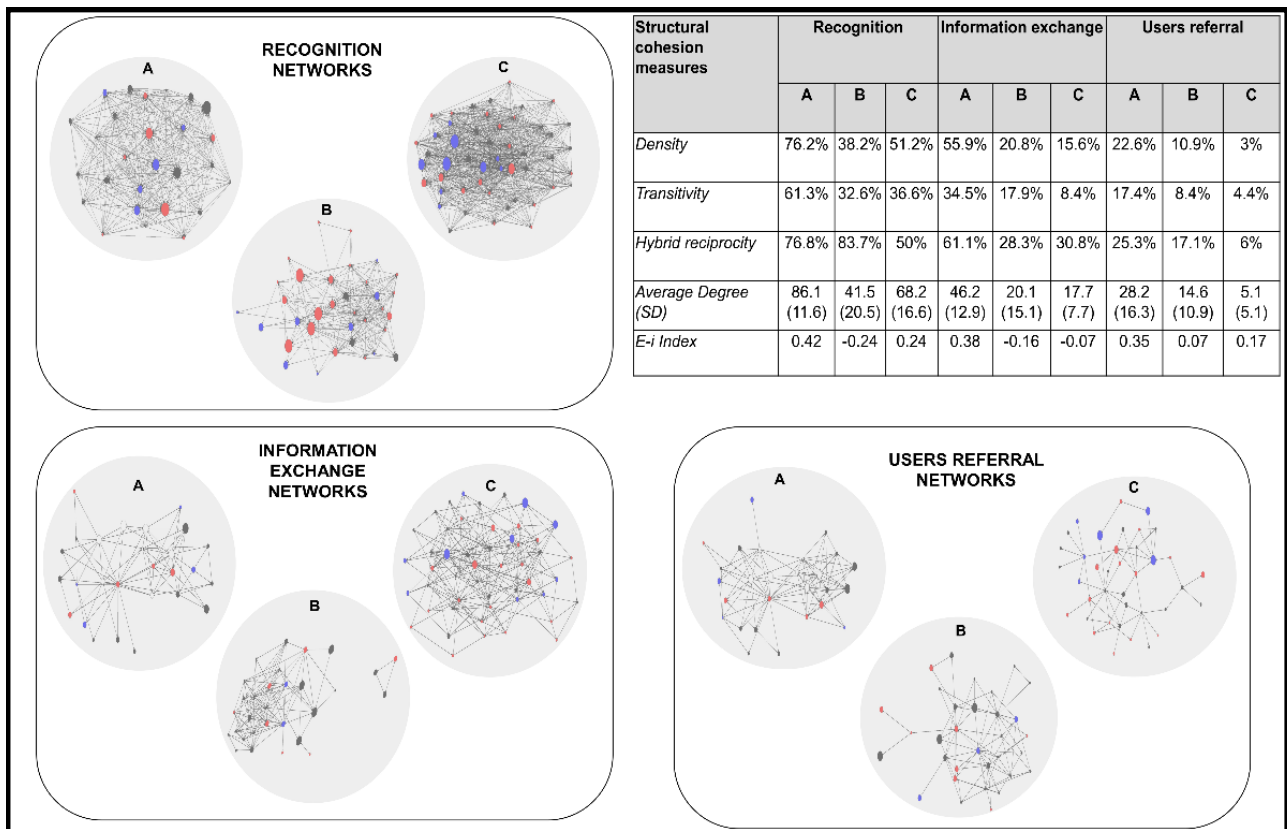 RECOGNITION
NETWORKS
A
C
B
Structural cohesion measures Recognition Information exchange Users referral
A B C A B C A B C
Density 76.2% 38.2% 51.2% 55.9% 20.8% 15.6% 22.6% 10.9% 3%
Transitivity 61.3% 32.6% 36.6% 34.5% 17.9% 8.4% 17.4% 8.4% 4.4%
Hybrid reciprocity 76.8% 83.7% 50% 61.1% 28.3% 30.8% 25.3% 17.1% 6%
Average Degree 86.1 41.5 68.2 46.2 20.1 17.7 28.2 14.6 5.1
(SD) (11.6) (20.5) (16.6) (12.9) (15.1) (7.7) (16.3) (10.9) (5.1)
E-i Index 0.42 -0.24 0.24 0.38 -0.16 -0.07 0.35 0.07 0.17
INFORMATION
EXCHANGE
NETWORKS
A
C
B
USERS REFERRAL
NETWORKS
A
C
B